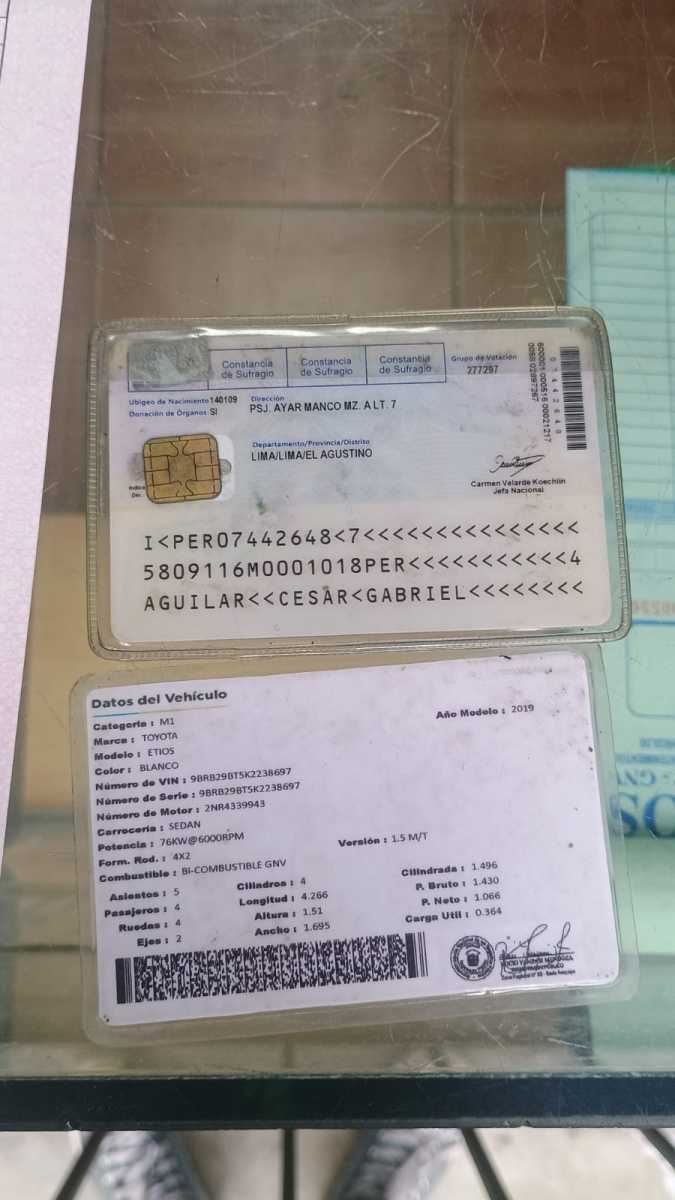 Constancia de Sufragio
Constancia de Sufragio
Constancia de Sufragio
Grupo de Votación
277297
Ubigeo de Nacimiento 140109
Donación de Órganos SI
Dirección
PSJ. AYAR MANCO MZ. A LT. 7
Departamento/Provincia/Distrito
LIMA/LIMA/EL AGUSTINO
Carmen Velarde Koechlin
Jefa Nacional
07442648
I<PER07442648<7<<<<<<<<<<<<<<<
5809116M0001018PER<<<<<<<<<<<4
AGUILAR<<CESAR<GABRIEL<<<<<<<<
Datos del Vehículo
Categoría : M1
Año Modelo : 2019
Marca : TOYOTA
Modelo : ETIOS
Color : BLANCO
Número de VIN : 9BRB29BT5K2238697
Número de Serie : 9BRB29BT5K2238697
Número de Motor : 2NR4339943
Carrocería : SEDAN
Potencia : 76KW@6000RPM
Versión : 1.5 M/T
Form. Rod. : 4X2
Combustible : BI-COMBUSTIBLE GNV
Asientos : 5 Cilindros : 4 Cilindrada : 1.496
Pasajeros : 4 Longitud : 4.266 P. Bruto : 1.430
Ruedas : 4 Altura : 1.51 P. Neto : 1.066
Ejes : 2 Ancho : 1.695 Carga Util : 0.364